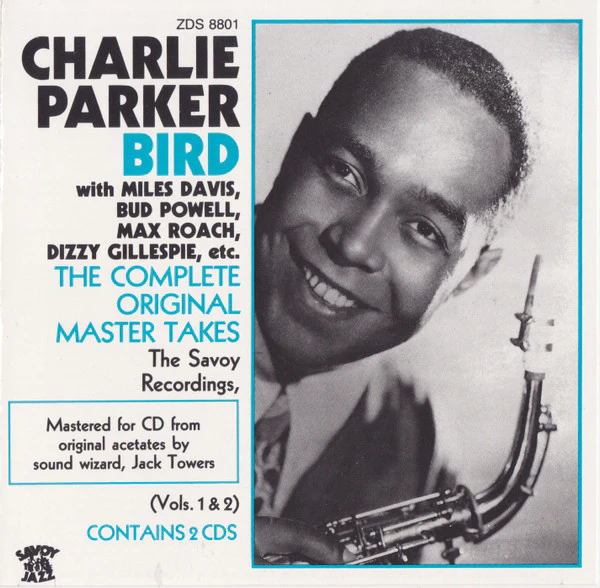 ZDS 8801
CHARLIE
PARKER
BIRD
with MILES DAVIS,
BUD POWELL,
MAX ROACH,
DIZZY GILLESPIE, etc.
THE COMPLETE
ORIGINAL
MASTER TAKES
The Savoy
Recordings,
Mastered for CD from
original acetates by
sound wizard, Jack Towers
(Vols. 1 & 2)
CONTAINS 2 CDS
SAVOY
JAZZ